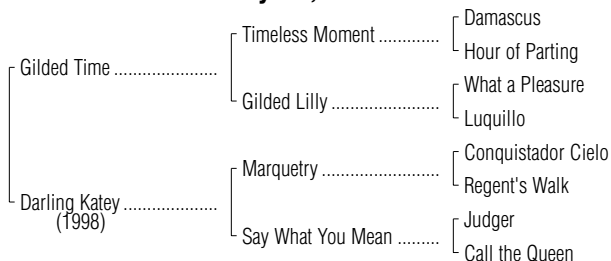 Damascus
Timeless Moment ............
Hour of Parting
Gilded Time .....................
What a Pleasure
Gilded Lilly ......................
Luquillo
Conquistador Cielo
Marquetry ........................
Regent's Walk
Darling Katey ...................
(1998)
Judger
Say What You Mean .........
Call the Queen